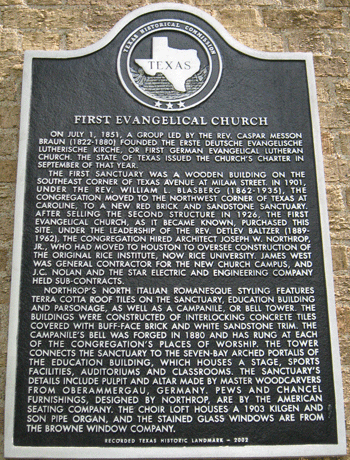 TEXAS HISTORICAL COMMISSION
TEXAS
FIRST EVANGELICAL CHURCH
ON JULY 1, 1851, A GROUP LED BY THE REV. CASPAR MESSON
BRAUN (1822-1880) FOUNDED THE ERSTE DEUTSCHE EVANGELISCHE
LUTHERISCHE KIRCHE, OR FIRST GERMAN EVANGELICAL LUTHERAN
CHURCH. THE STATE OF TEXAS ISSUED THE CHURCH'S CHARTER IN
SEPTEMBER OF THAT YEAR.
THE FIRST SANCTUARY WAS A WOODEN BUILDING ON THE
SOUTHEAST CORNER OF TEXAS AVENUE AT MILAM STREET. IN 1901,
UNDER THE REV. WILLIAM L. BLASBERG (1862-1935), THE
CONGREGATION MOVED TO THE NORTHWEST CORNER OF TEXAS AT
CAROLINE, TO A NEW RED BRICK AND SANDSTONE SANCTUARY.
AFTER SELLING THE SECOND STRUCTURE IN 1926, THE FIRST
EVANGELICAL CHURCH, AS IT BECAME KNOWN, PURCHASED THIS
SITE. UNDER THE LEADERSHIP OF THE REV. DETLEV BALTZER (1889-
1962), THE CONGREGATION HIRED ARCHITECT JOSEPH W. NORTHROP,
JR., WHO HAD MOVED TO HOUSTON TO OVERSEE CONSTRUCTION OF
THE ORIGINAL RICE INSTITUTE, NOW RICE UNIVERSITY. JAMES WEST
WAS GENERAL CONTRACTOR FOR THE NEW CHURCH CAMPUS, AND
J.C. NOLAN AND THE STAR ELECTRIC AND ENGINEERING COMPANY
HELD SUB-CONTRACTS.
NORTHROP'S NORTH ITALIAN ROMANESQUE STYLING FEATURES
TERRA COTTA ROOF TILES ON THE SANCTUARY, EDUCATION BUILDING
AND PARSONAGE, AS WELL AS A CAMPANILE, OR BELL TOWER. THE
BUILDINGS WERE CONSTRUCTED OF INTERLOCKING CONCRETE TILES
COVERED WITH BUFF-FACE BRICK AND WHITE SANDSTONE TRIM. THE
CAMPANILE'S BELL WAS FORGED IN 1880 AND HAS RUNG AT EACH
OF THE CONGREGATION'S PLACES OF WORSHIP. THE TOWER
CONNECTS THE SANCTUARY TO THE SEVEN-BAY ARCHED PORTALIS OF
THE EDUCATION BUILDING, WHICH HOUSES A STAGE, SPORTS
FACILITIES, AUDITORIUMS AND CLASSROOMS. THE SANCTUARY'S
DETAILS INCLUDE PULPIT AND ALTAR MADE BY MASTER WOODCARVERS
FROM OBERAMMERGAU, GERMANY. PEWS AND CHANCEL
FURNISHINGS, DESIGNED BY NORTHROP, ARE BY THE AMERICAN
SEATING COMPANY. THE CHOIR LOFT HOUSES A 1903 KILGEN AND
SON PIPE ORGAN, AND THE STAINED GLASS WINDOWS ARE FROM
THE BROWNE WINDOW COMPANY.
RECORDED TEXAS HISTORIC LANDMARK – 2002